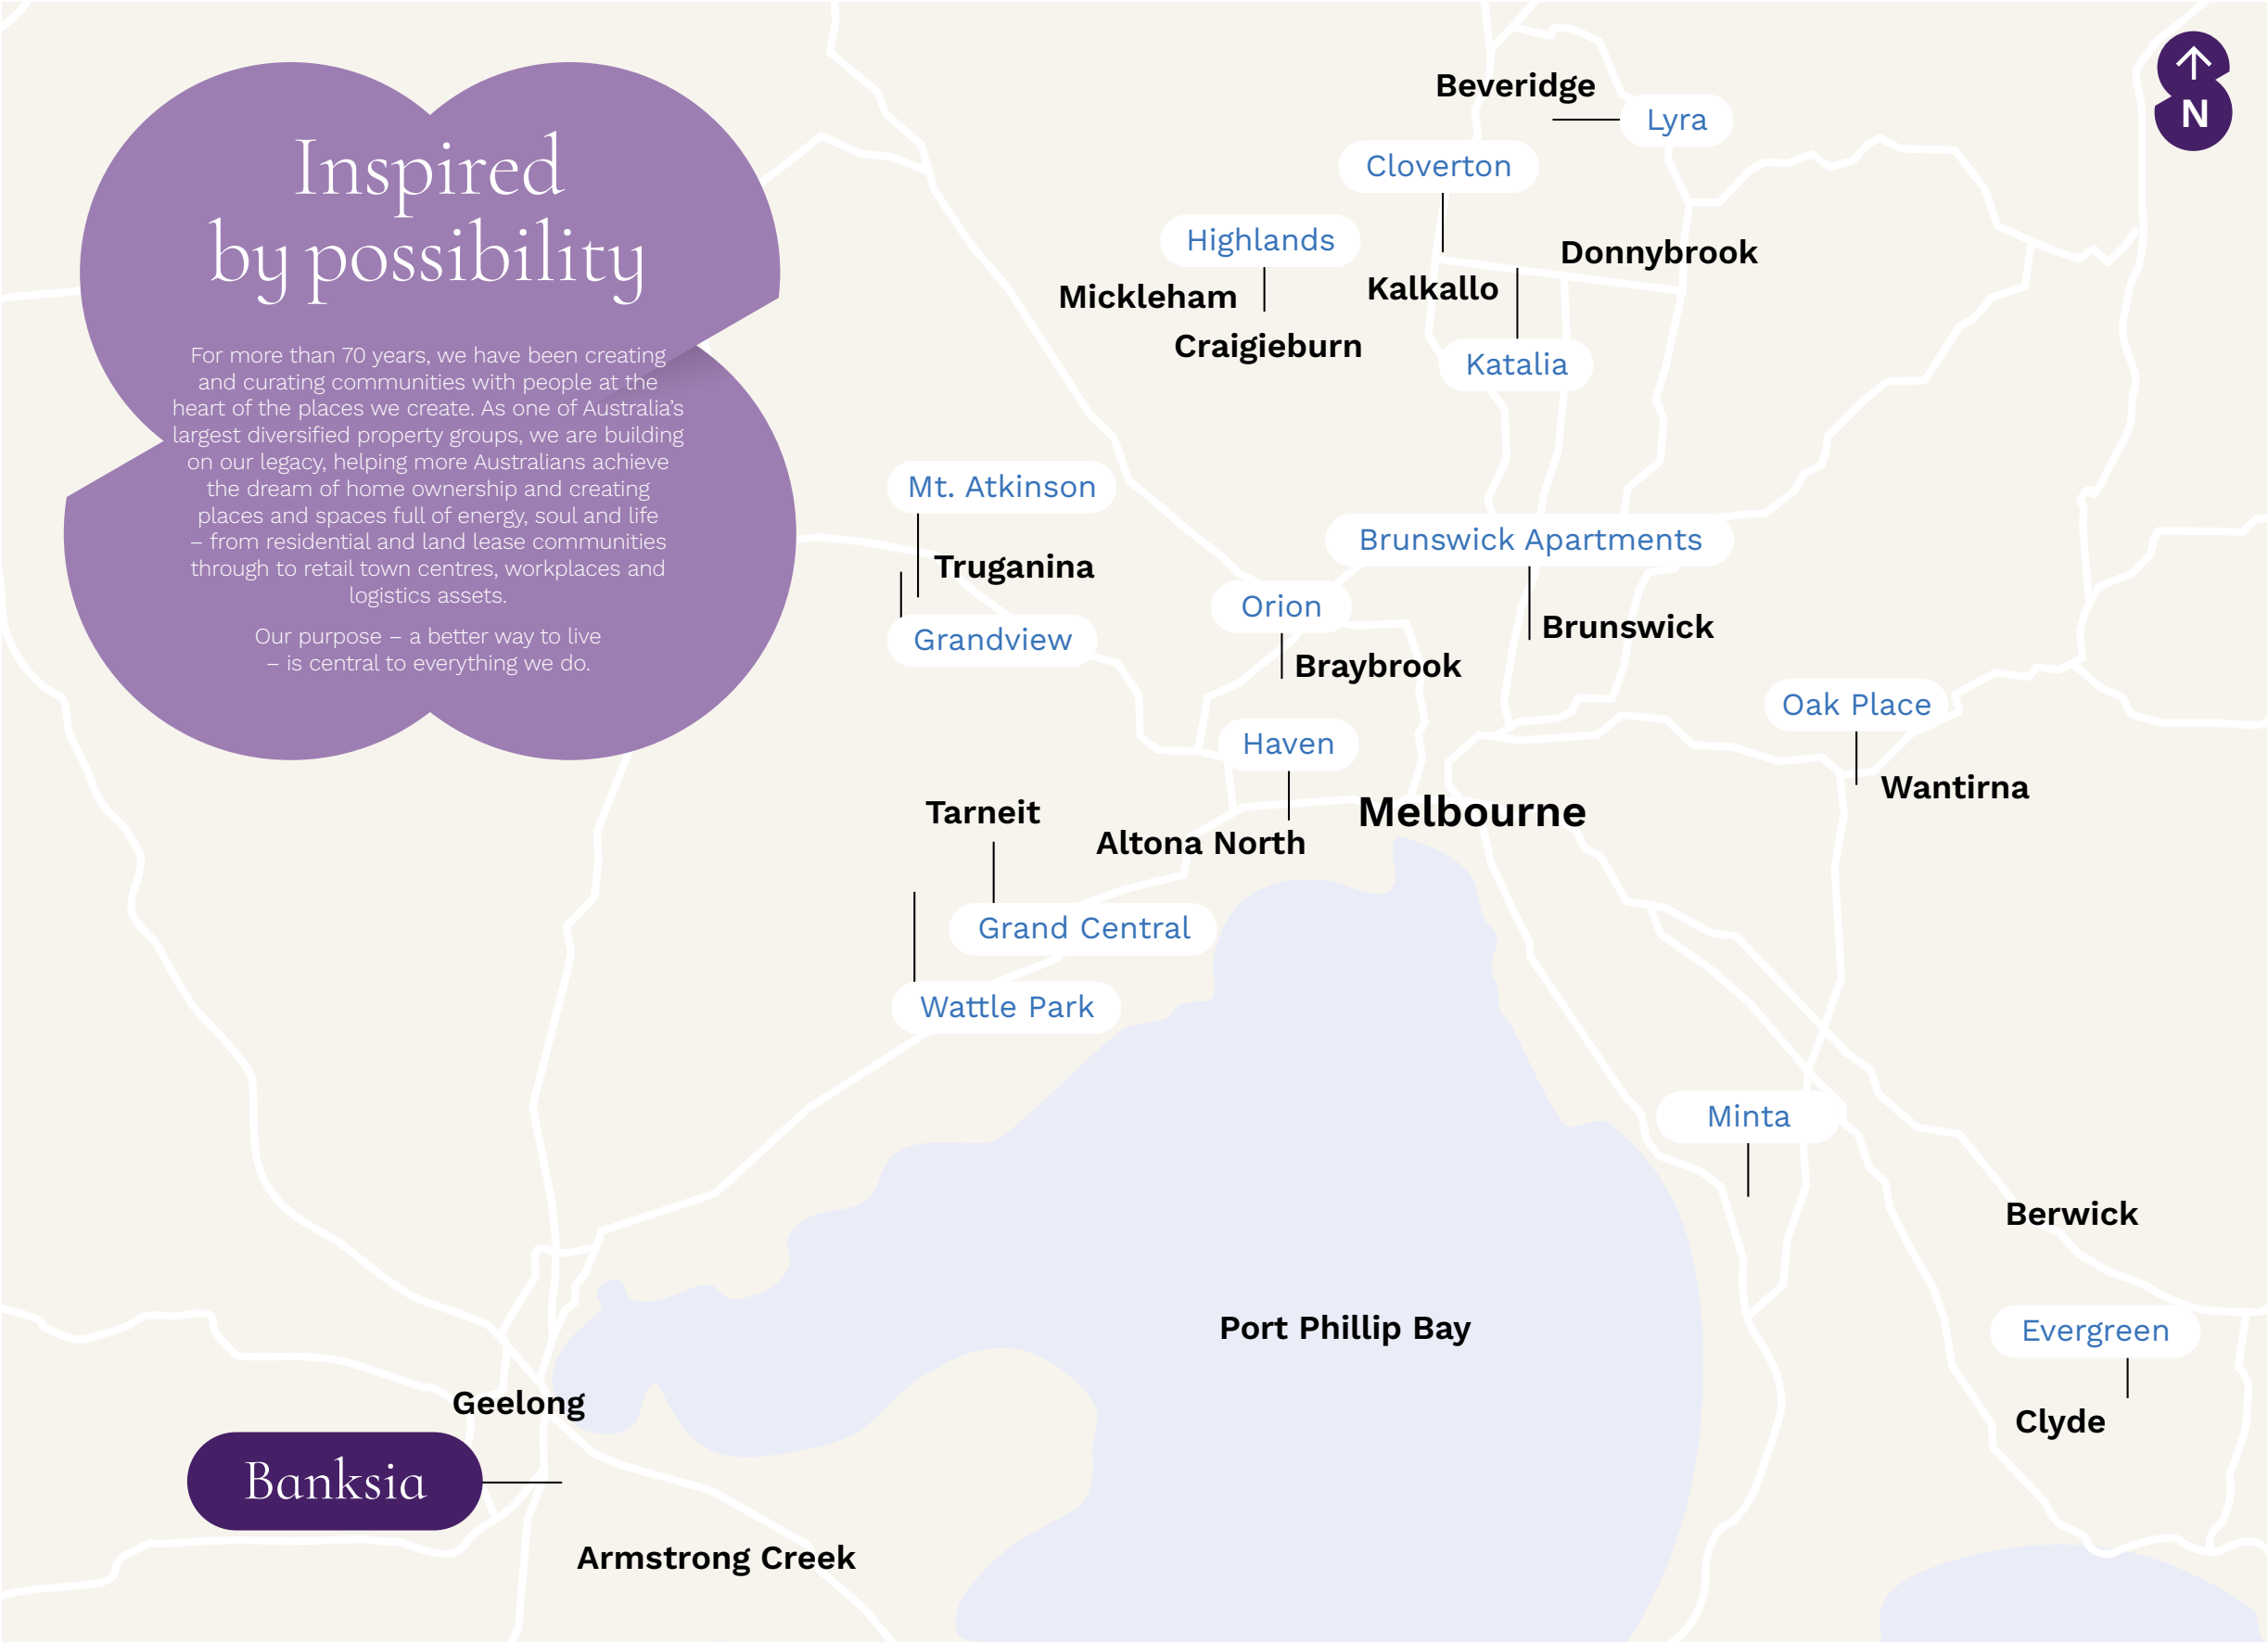 Inspired
by possibility
For more than 70 years, we have been creating
and curating communities with people at the
heart of the places we create. As one of Australia’s
largest diversified property groups, we are building
on our legacy, helping more Australians achieve
the dream of home ownership and creating
places and spaces full of energy, soul and life
– from residential and land lease communities
through to retail town centres, workplaces and
logistics assets.
Our purpose – a better way to live
– is central to everything we do.
N
Beveridge
Lyra
Cloverton
Highlands
Donnybrook
Kalkallo
Mickleham
Craigieburn
Katalia
Mt. Atkinson
Brunswick Apartments
Truganina
Orion
Brunswick
Grandview
Braybrook
Oak Place
Haven
Wantirna
Melbourne
Tarneit
Altona North
Grand Central
Wattle Park
Minta
Berwick
Port Phillip Bay
Evergreen
Geelong
Clyde
Banksia
Armstrong Creek